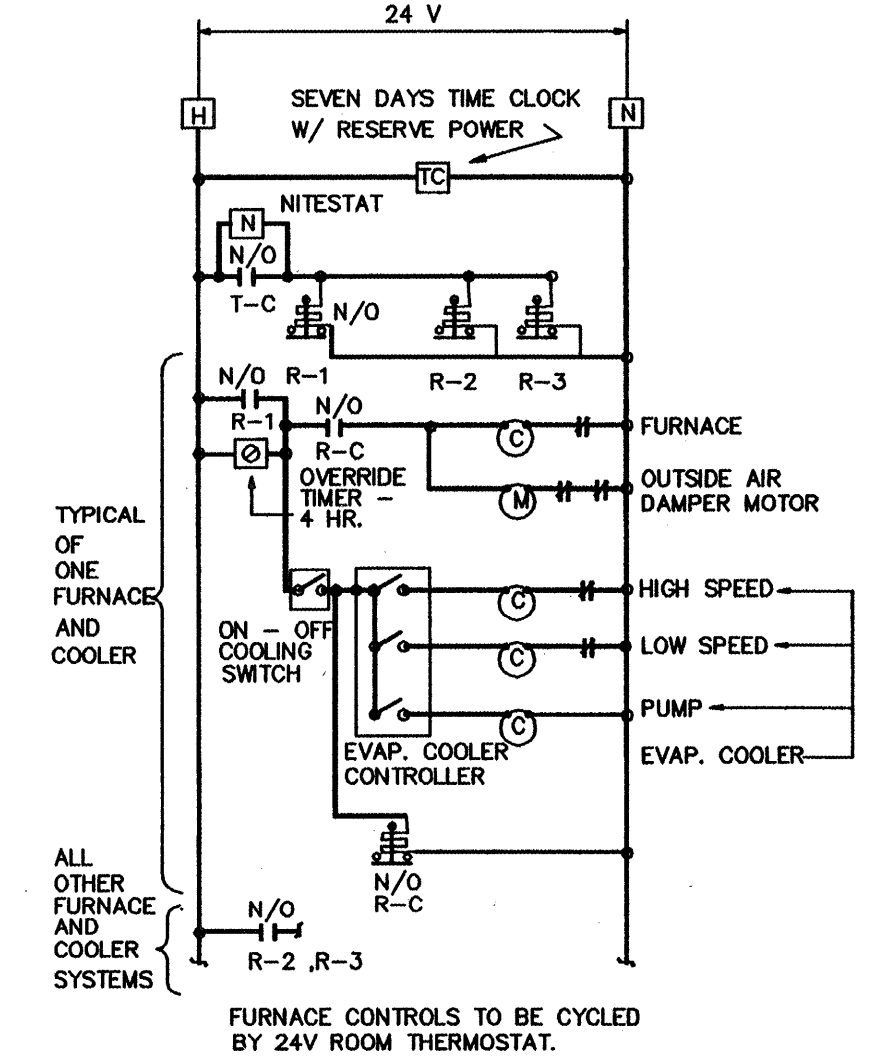 24 V
H
N
SEVEN DAYS TIME CLOCK
W/ RESERVE POWER
TC
NITESTAT
N
N/O
T-C
N/O
R-1
R-2
R-3
N/O
R-1
N/O
R-C
C
FURNACE
OVERRIDE
TIMER -
4 HR.
M
OUTSIDE AIR
DAMPER MOTOR
TYPICAL
OF
ONE
FURNACE
AND
COOLER
ON - OFF
COOLING
SWITCH
C
HIGH SPEED
C
LOW SPEED
C
PUMP
EVAP. COOLER
CONTROLLER
EVAP. COOLER
N/O
R-C
ALL
OTHER
FURNACE
AND
COOLER
SYSTEMS
N/O
R-2 ,R-3
FURNACE CONTROLS TO BE CYCLED
BY 24V ROOM THERMOSTAT.